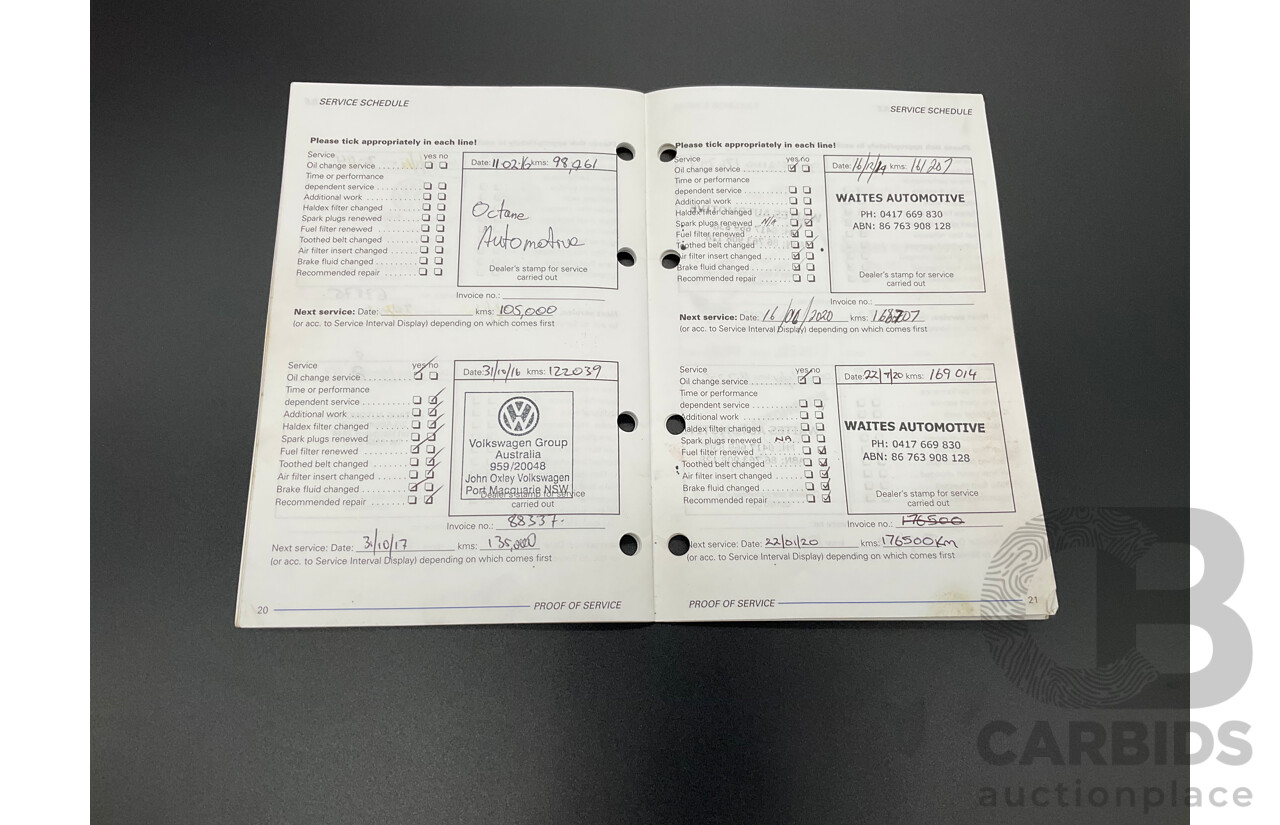 SERVICE SCHEDULE
Please tick appropriately in each line!
Service yes no
Oil change service
Time or performance
dependent service
Additional work
Haldex filter changed
Spark plugs renewed
Fuel filter renewed
Toothed belt changed
Air filter insert changed
Brake fluid changed
Recommended repair
Date: 11·02·16 kms: 98,761
Octane
Automotive
Dealer's stamp for service
carried out
Invoice no.:
Next service: Date: kms: 105,000
(or acc. to Service Interval Display) depending on which comes first
Service yes no
Oil change service
Time or performance
dependent service
Additional work
Haldex filter changed
Spark plugs renewed
Fuel filter renewed
Toothed belt changed
Air filter insert changed
Brake fluid changed
Recommended repair
Date: 31/10/16 kms: 122039
Volkswagen Group
Australia
959/20048
John Oxley Volkswagen
Port Macquarie NSW
Dealer's stamp for service
carried out
Invoice no.: 88337.
Next service: Date: 31/10/17 kms: 135,000
(or acc. to Service Interval Display) depending on which comes first
20 PROOF OF SERVICE
SERVICE SCHEDULE
Please tick appropriately in each line!
Service yes no
Oil change service
Time or performance
dependent service
Additional work
Haldex filter changed
Spark plugs renewed N/A
Fuel filter renewed
Toothed belt changed
Air filter insert changed
Brake fluid changed
Recommended repair
Date: 16/12/19 kms: 161207
WAITES AUTOMOTIVE
PH: 0417 669 830
ABN: 86 763 908 128
Dealer's stamp for service
carried out
Invoice no.:
Next service: Date: 16/06/2020 kms: 168707
(or acc. to Service Interval Display) depending on which comes first
Service yes no
Oil change service
Time or performance
dependent service
Additional work
Haldex filter changed
Spark plugs renewed NA
Fuel filter renewed
Toothed belt changed
Air filter insert changed
Brake fluid changed
Recommended repair
Date: 22/7/20 kms: 169 014
WAITES AUTOMOTIVE
PH: 0417 669 830
ABN: 86 763 908 128
Dealer's stamp for service
carried out
Invoice no.: 176500
Next service: Date: 22/01/20 kms: 176500km
(or acc. to Service Interval Display) depending on which comes first
PROOF OF SERVICE 21
CB
CARBIDS
auctionplace